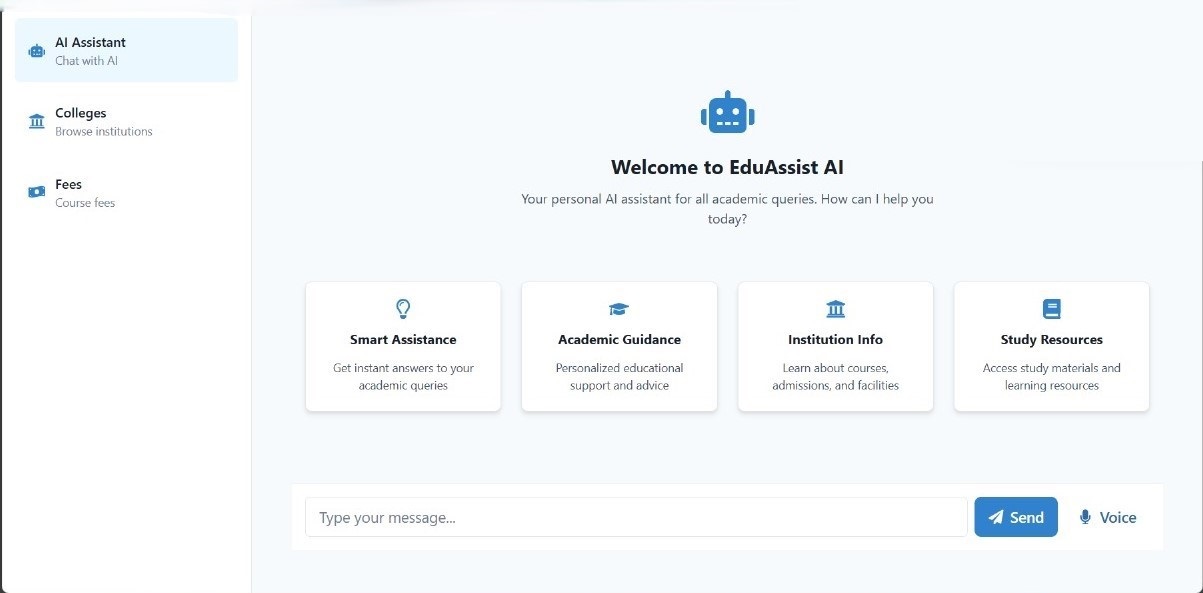 AI Assistant
Chat with AI
Colleges
Browse institutions
Fees
Course fees
Welcome to EduAssist AI
Your personal AI assistant for all academic queries. How can I help you
today?
Smart Assistance
Get instant answers to your
academic queries
Academic Guidance
Personalized educational
support and advice
Institution Info
Learn about courses,
admissions, and facilities
Study Resources
Access study materials and
learning resources
Type your message...
Send
Voice